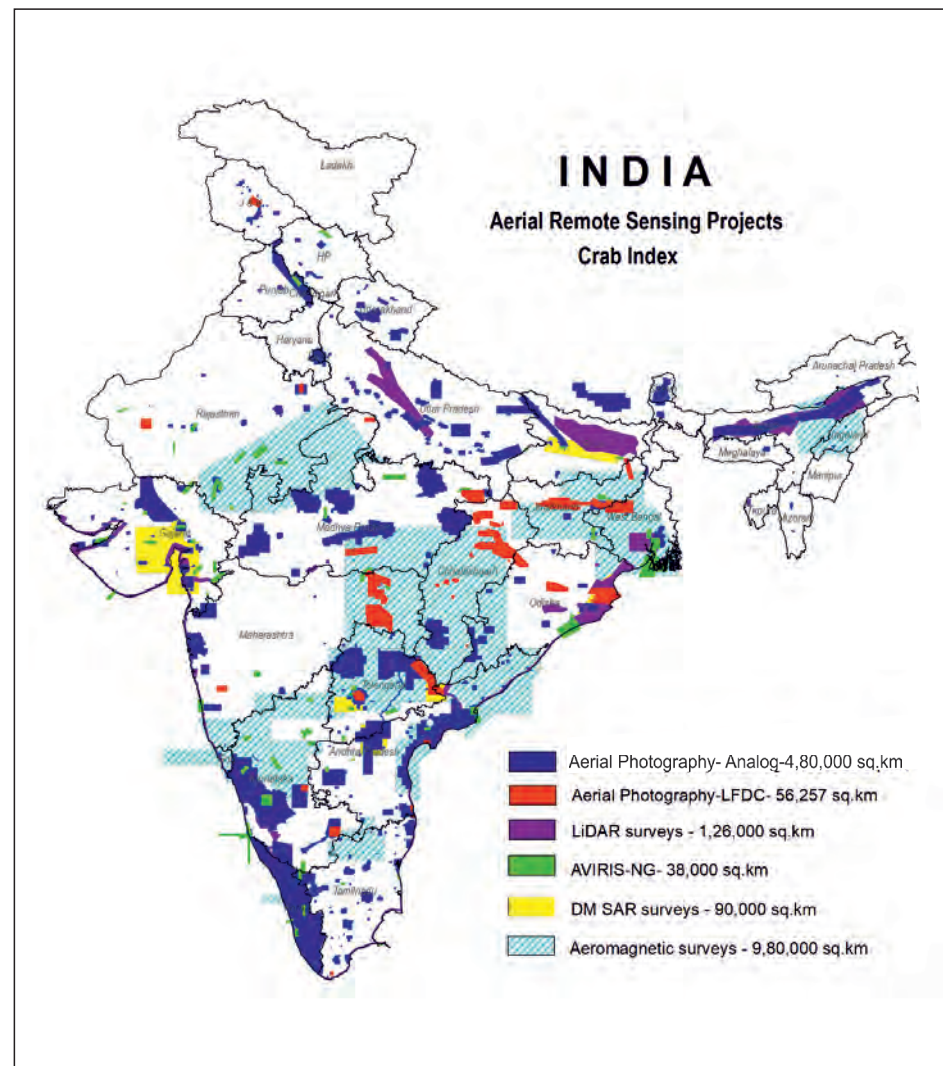 INDIA
Aerial Remote Sensing Projects
Crab Index
Ladakh
HP
Haryana
Arunachal Pradesh
Rajasthan
Uttar Pradesh
Meghalaya
Manipur
Mizoram
West Bengal
Gujarat
Madhya Pradesh
Chhattisgarh
Odisha
Maharashtra
Telangana
Andhra Pradesh
Tamilnadu
Aerial Photography- Analog-4,80,000 sq.km
Aerial Photography-LFDC- 56,257 sq.km
LiDAR surveys - 1,26,000 sq.km
AVIRIS-NG- 38,000 sq.km
DM SAR surveys - 90,000 sq.km
Aeromagnetic surveys - 9,80,000 sq.km